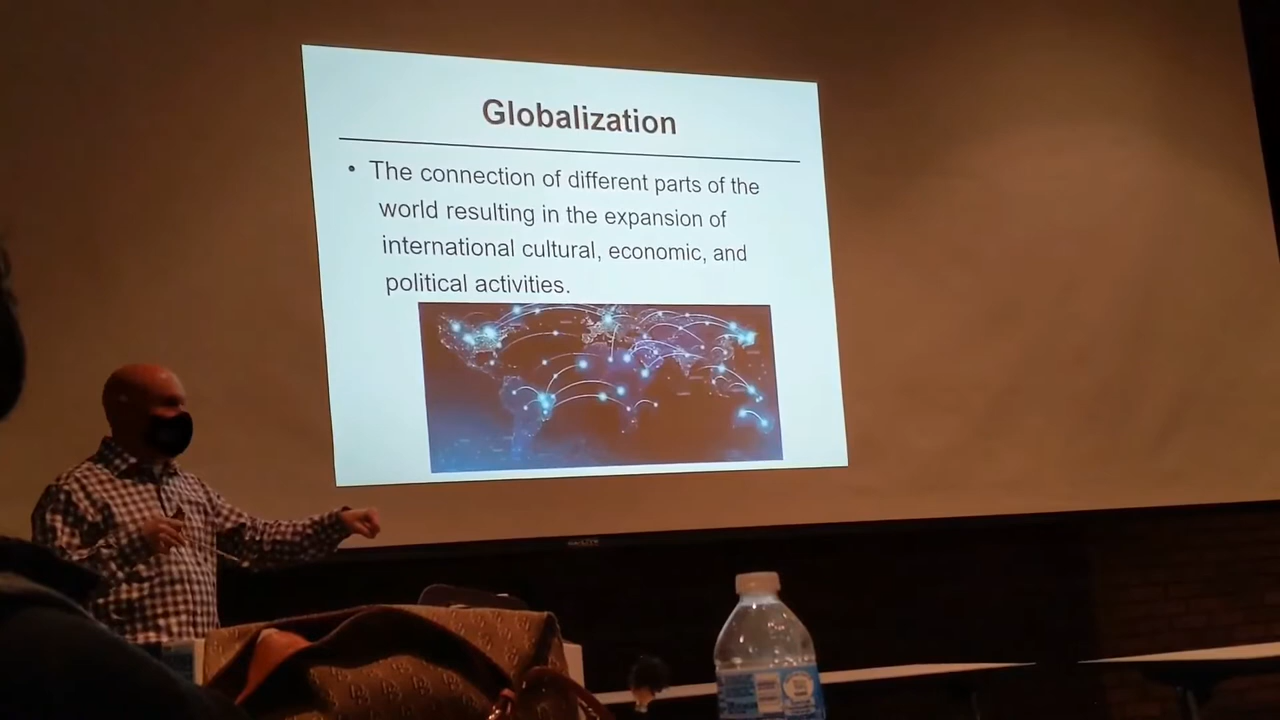 Globalization
• The connection of different parts of the
world resulting in the expansion of
international cultural, economic, and
political activities.